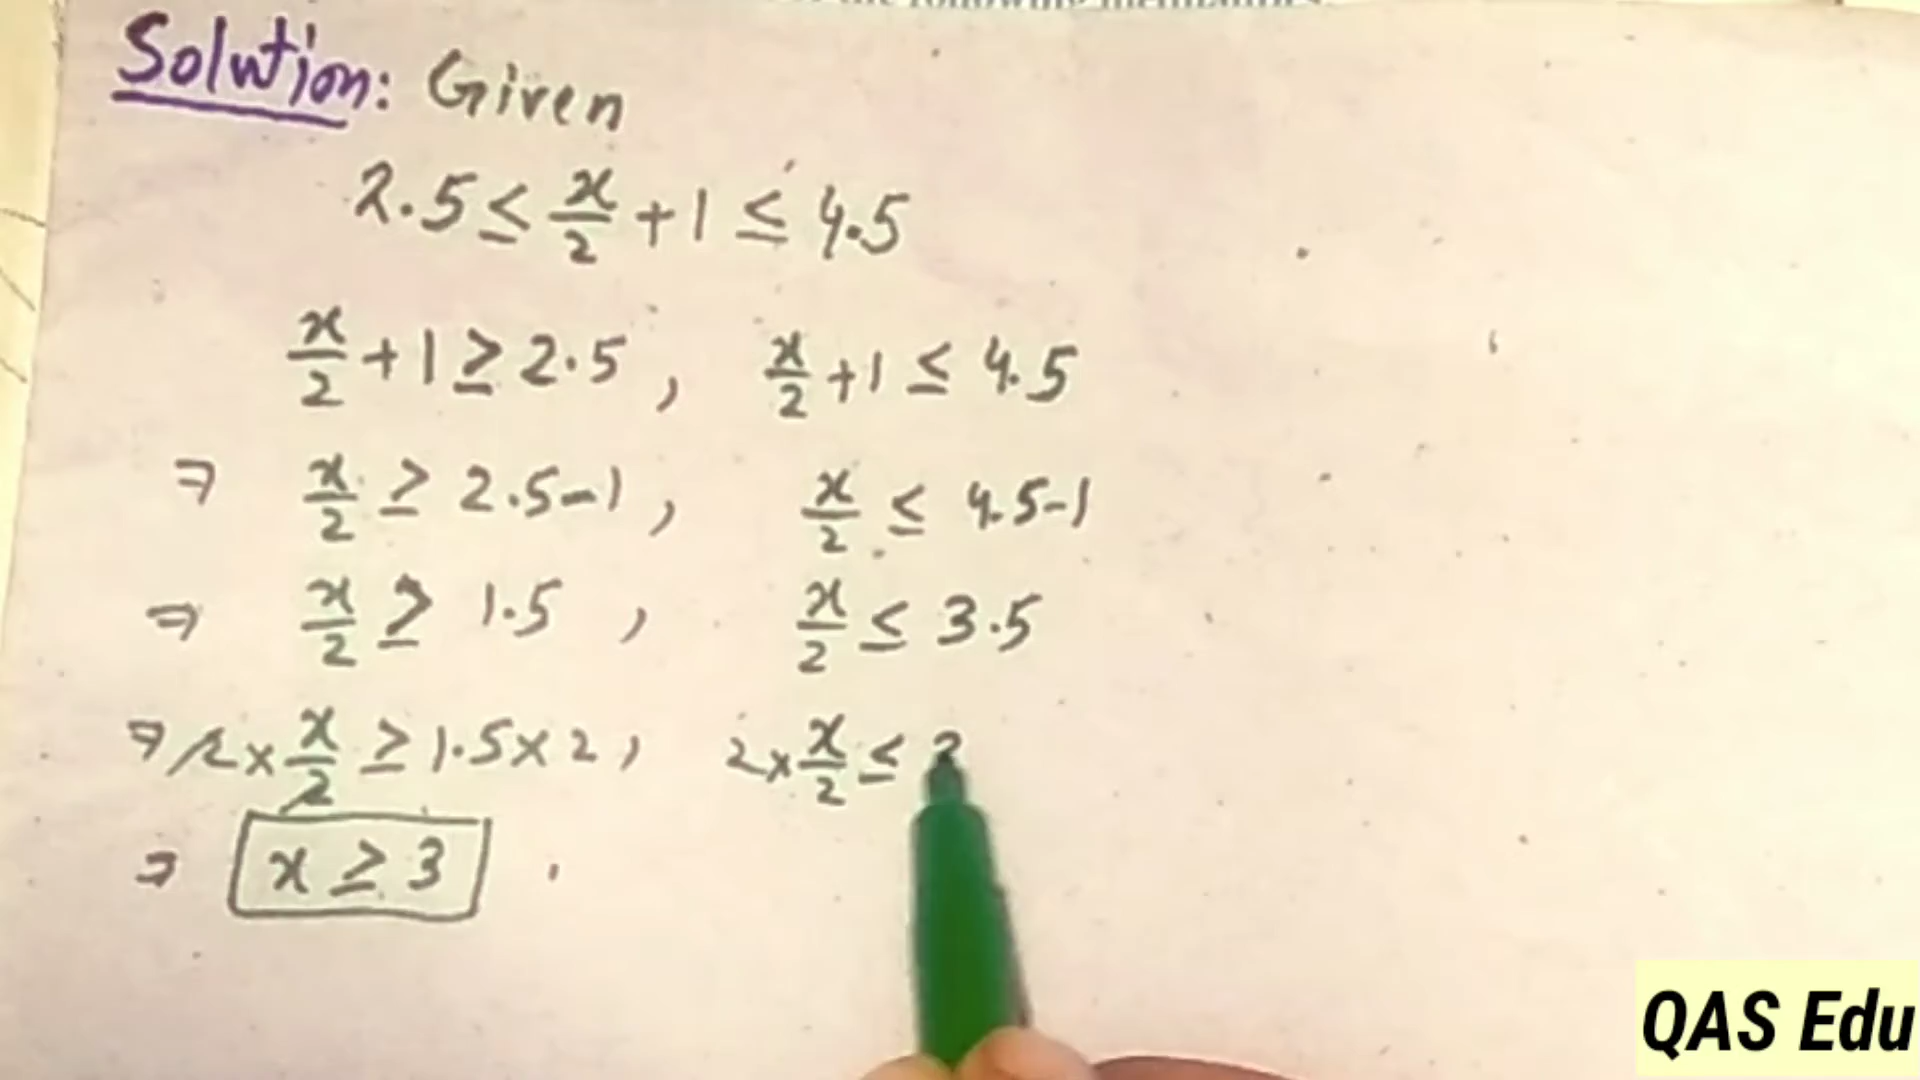 Solution: Given
2.5 ≤ x/2 + 1 ≤ 4.5
x/2 + 1 ≥ 2.5 , x/2 + 1 ≤ 4.5
⇒ x/2 ≥ 2.5-1 , x/2 ≤ 4.5-1
⇒ x/2 ≥ 1.5 , x/2 ≤ 3.5
⇒ 2 × x/2 ≥ 1.5 × 2 , 2 × x/2 ≤
⇒ x ≥ 3 .
QAS Edu